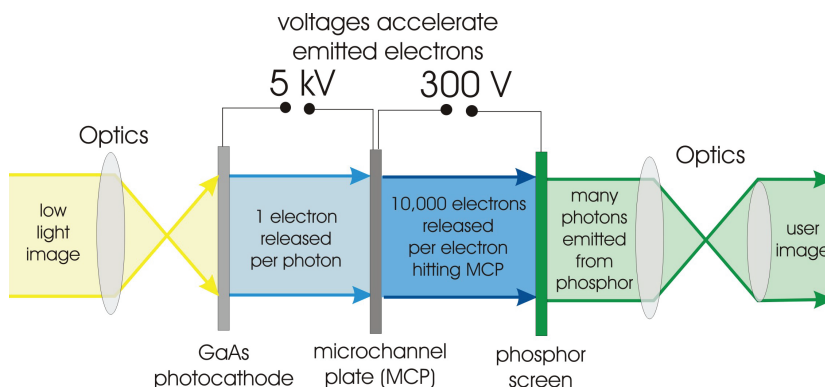 voltages accelerate
emitted electrons
5 kV
300 V
Optics
Optics
low
light
image
1 electron
released
per photon
10,000 electrons
released
per electron
hitting MCP
many
photons
emitted
from
phosphor
user
image
GaAs
photocathode
microchannel
plate (MCP)
phosphor
screen